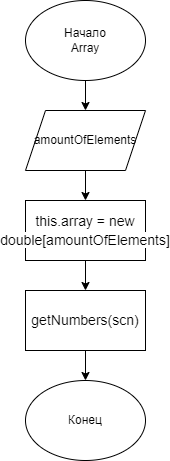 Начало
Array
amountOfElements
this.array = new
double[amountOfElements]
getNumbers(scn)
Конец